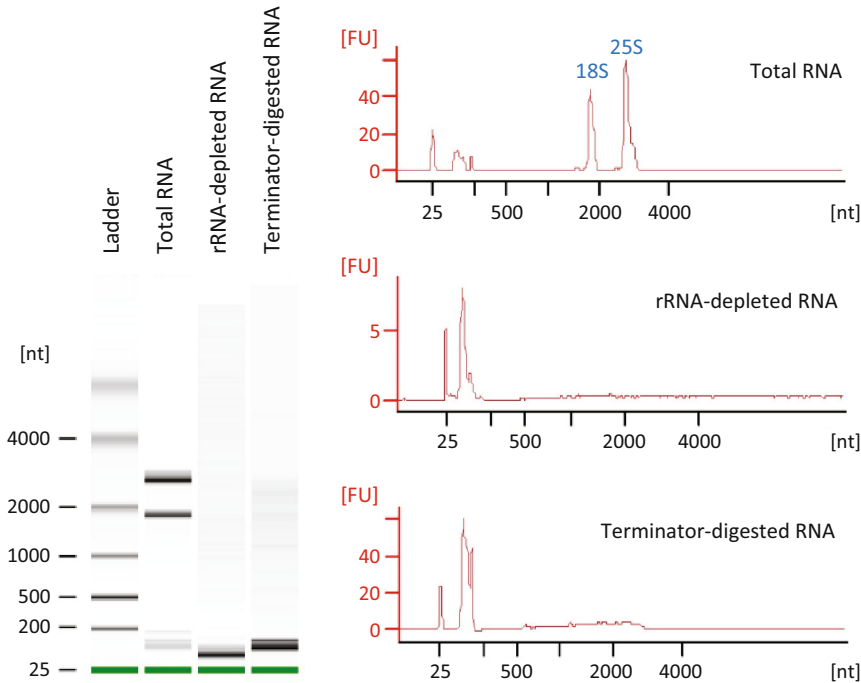 Ladder
Total RNA
rRNA-depleted RNA
Terminator-digested RNA
[nt]
4000
2000
1000
500
200
25
[FU]
40
20
0
18S
25S
Total RNA
25 500 2000 4000 [nt]
[FU]
5
0
rRNA-depleted RNA
25 500 2000 4000 [nt]
[FU]
40
20
0
Terminator-digested RNA
25 500 2000 4000 [nt]